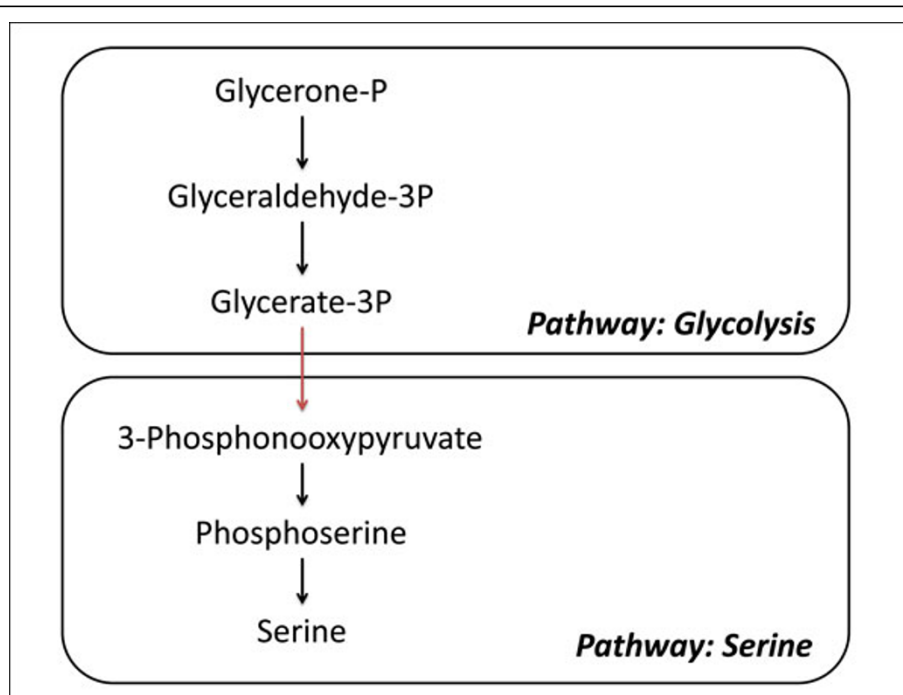 Glycerone-P
Glyceraldehyde-3P
Glycerate-3P
Pathway: Glycolysis
3-Phosphonooxypyruvate
Phosphoserine
Serine
Pathway: Serine